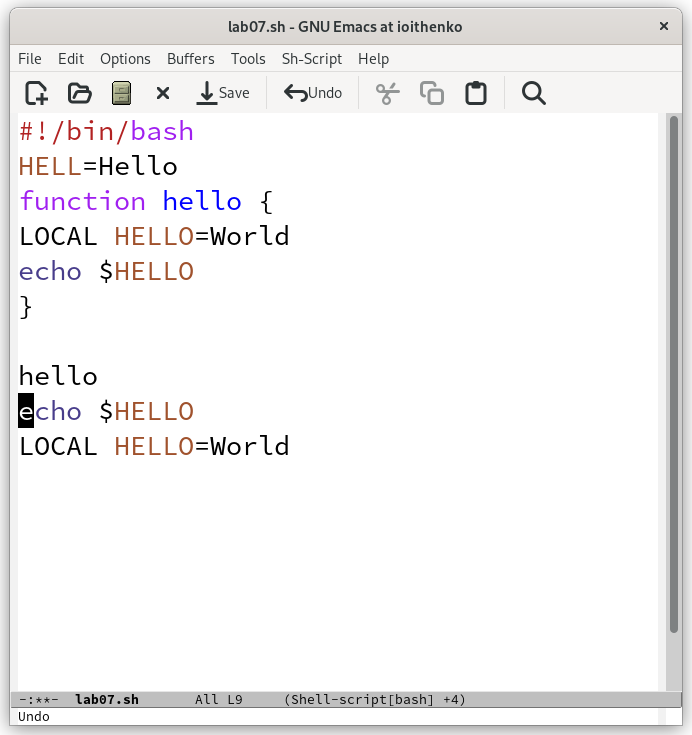 lab07.sh - GNU Emacs at ioithenko
File Edit Options Buffers Tools Sh-Script Help
Save Undo
#!/bin/bash
HELL=Hello
function hello {
LOCAL HELLO=World
echo $HELLO
}
hello
echo $HELLO
LOCAL HELLO=World
-:**- lab07.sh All L9 (Shell-script[bash] +4)
Undo